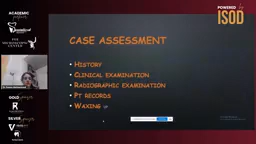 POWERED by
ISOD
ACADEMIC
CASE ASSESSMENT
• HISTORY
• CLINICAL EXAMINATION
• RADIOGRAPHIC EXAMINATION
• PT RECORDS
• WAXING UP
GOLD
R
SILVER
V